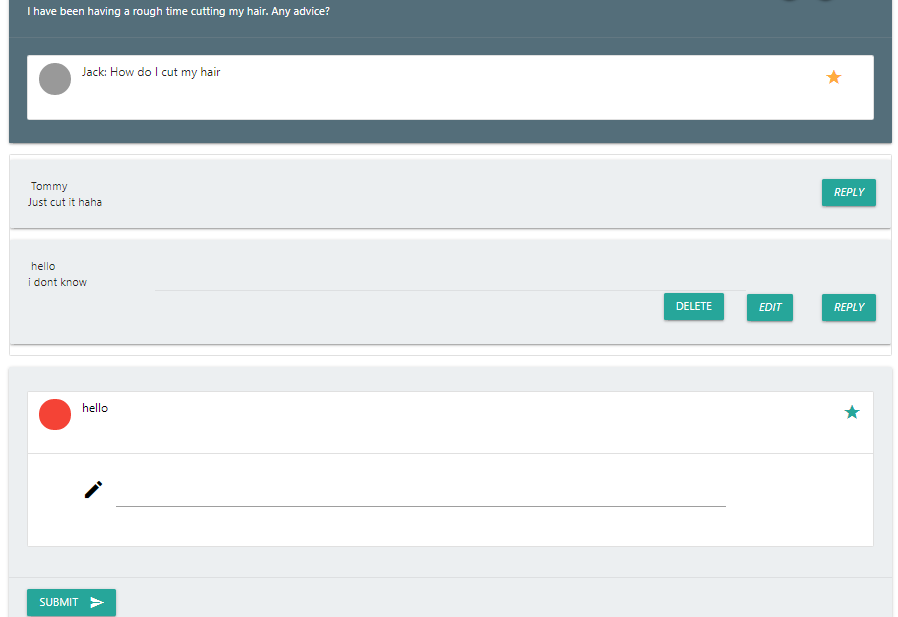 I have been having a rough time cutting my hair. Any advice?
Jack: How do I cut my hair
Tommy
Just cut it haha
REPLY
hello
i dont know
DELETE
EDIT
REPLY
hello
SUBMIT